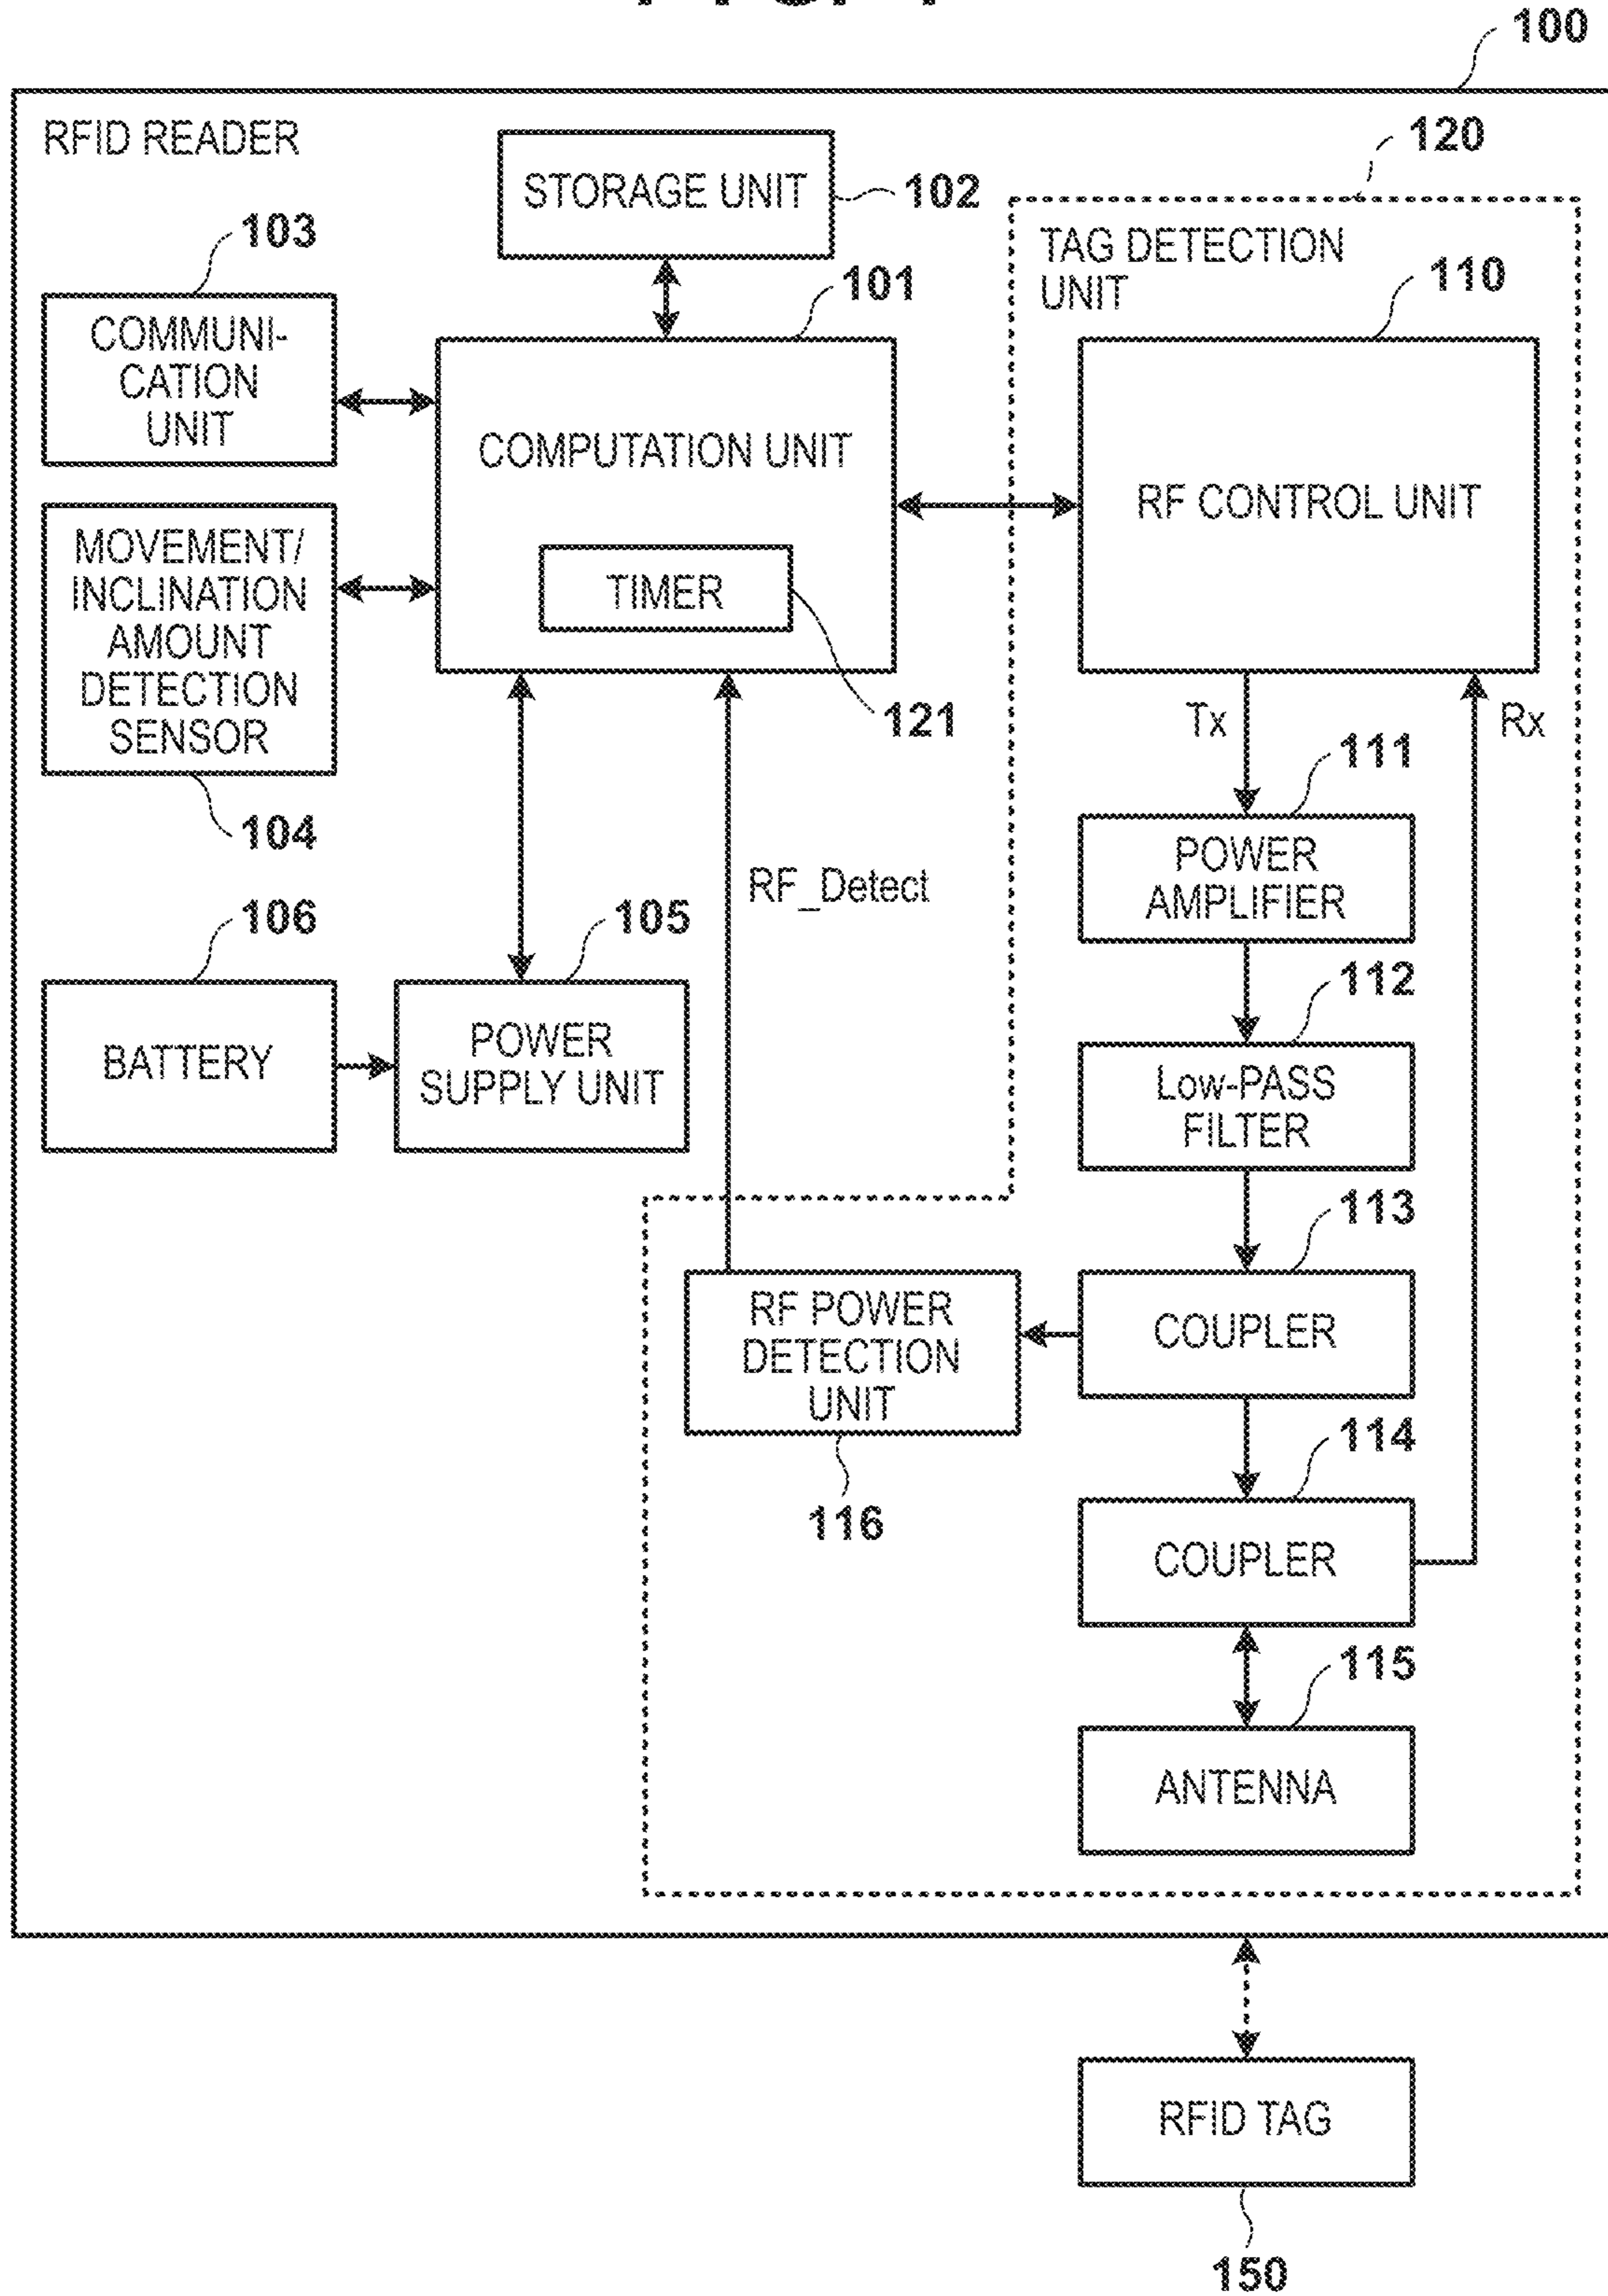 100
RFID READER
120
STORAGE UNIT
102
103
TAG DETECTION
UNIT
101
110
COMMUNI-
CATION
UNIT
COMPUTATION UNIT
RF CONTROL UNIT
MOVEMENT/
INCLINATION
AMOUNT
DETECTION
SENSOR
TIMER
121
Tx
Rx
104
111
POWER
AMPLIFIER
RF_Detect
106
105
112
BATTERY
POWER
SUPPLY UNIT
Low-PASS
FILTER
113
RF POWER
DETECTION
UNIT
COUPLER
116
114
COUPLER
115
ANTENNA
RFID TAG
150